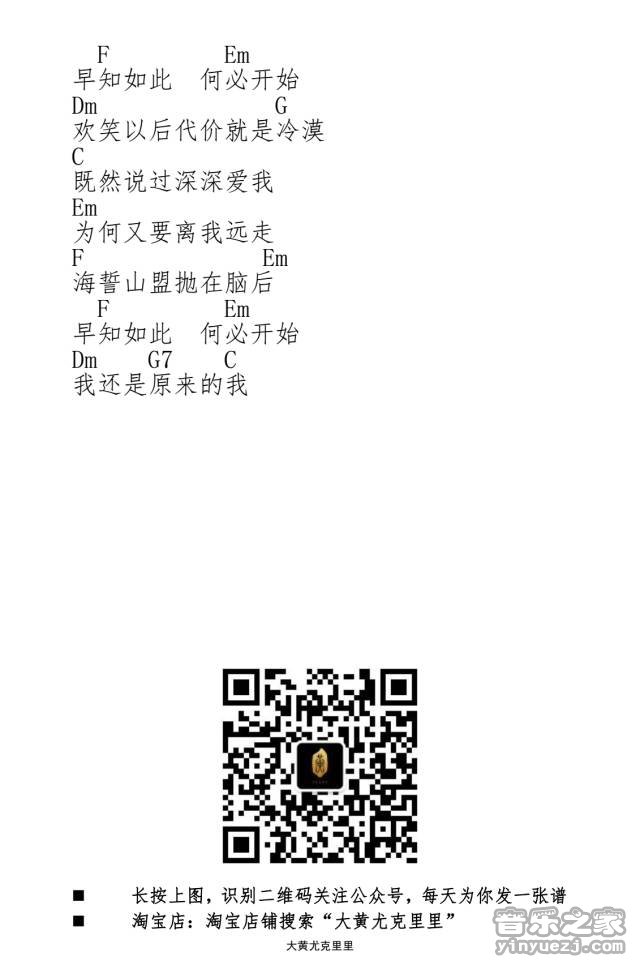 F Em
早知如此 何必开始
Dm G
欢笑以后代价就是冷漠
C
既然说过深深爱我
Em
为何又要离我远走
F Em
海誓山盟抛在脑后
F Em
早知如此 何必开始
Dm G7 C
我还是原来的我
■ 长按上图，识别二维码关注公众号，每天为你发一张谱
■ 淘宝店：淘宝店铺搜索“大黄尤克里里”
大黄尤克里里
音乐之家
yinyuezj.com